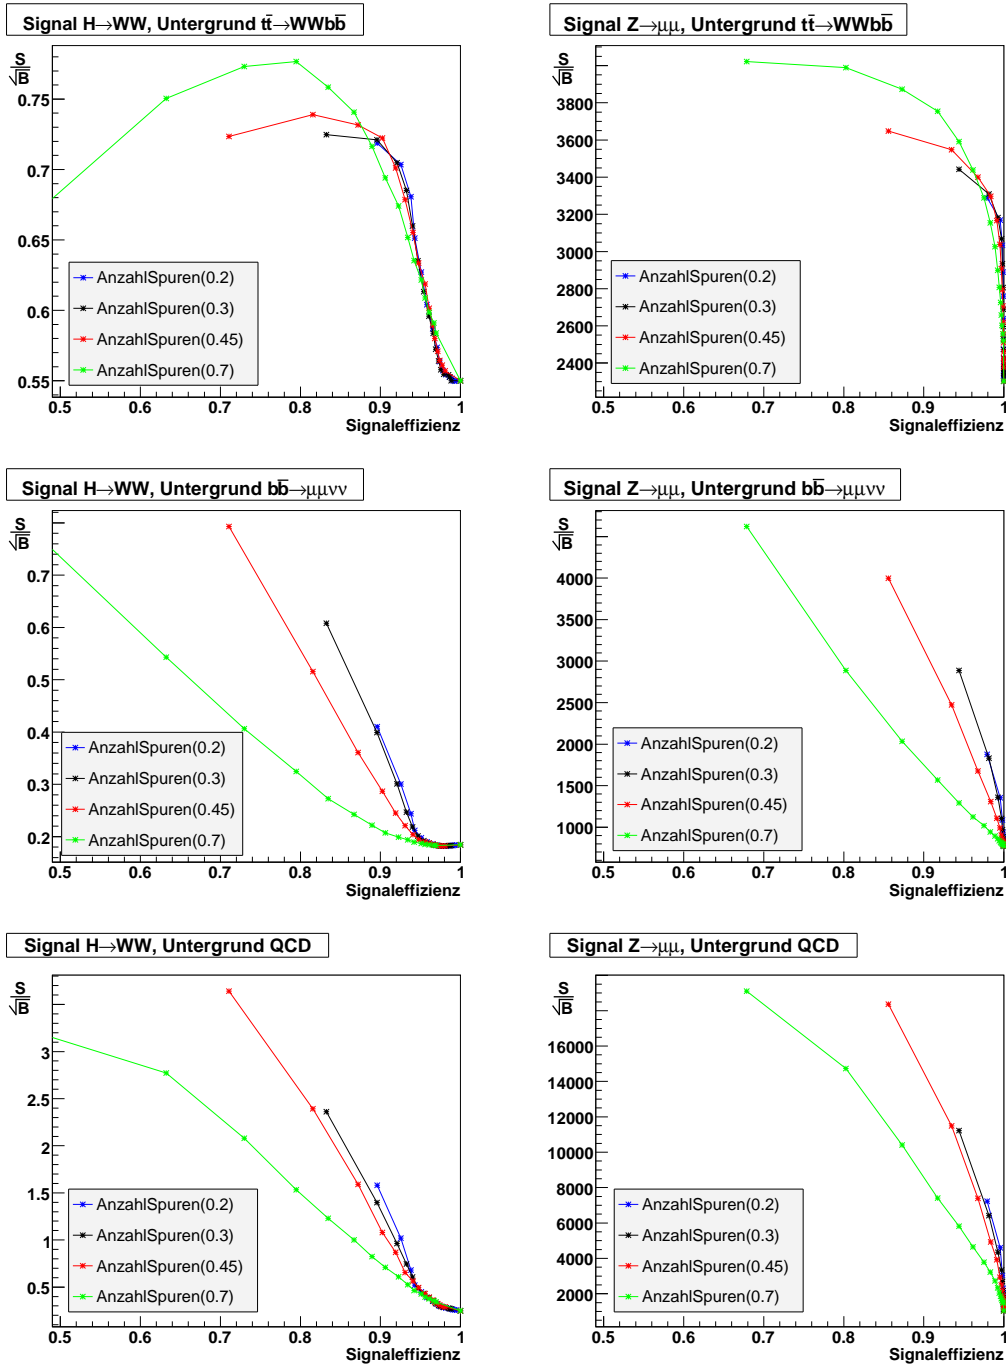 Signal H→WW, Untergrund tt̄→WWbb̄
S
√B
0.75
0.7
0.65
0.6
0.55
AnzahlSpuren(0.2)
AnzahlSpuren(0.3)
AnzahlSpuren(0.45)
AnzahlSpuren(0.7)
0.5 0.6 0.7 0.8 0.9 1
Signaleffizienz
Signal Z→μμ, Untergrund tt̄→WWbb̄
S
√B
3800
3600
3400
3200
3000
2800
2600
2400
AnzahlSpuren(0.2)
AnzahlSpuren(0.3)
AnzahlSpuren(0.45)
AnzahlSpuren(0.7)
0.5 0.6 0.7 0.8 0.9 1
Signaleffizienz
Signal H→WW, Untergrund bb̄→μμνν
S
√B
0.7
0.6
0.5
0.4
0.3
0.2
AnzahlSpuren(0.2)
AnzahlSpuren(0.3)
AnzahlSpuren(0.45)
AnzahlSpuren(0.7)
0.5 0.6 0.7 0.8 0.9 1
Signaleffizienz
Signal Z→μμ, Untergrund bb̄→μμνν
S
√B
4000
3500
3000
2500
2000
1500
1000
AnzahlSpuren(0.2)
AnzahlSpuren(0.3)
AnzahlSpuren(0.45)
AnzahlSpuren(0.7)
0.5 0.6 0.7 0.8 0.9 1
Signaleffizienz
Signal H→WW, Untergrund QCD
S
√B
3
2.5
2
1.5
1
0.5
AnzahlSpuren(0.2)
AnzahlSpuren(0.3)
AnzahlSpuren(0.45)
AnzahlSpuren(0.7)
0.5 0.6 0.7 0.8 0.9 1
Signaleffizienz
Signal Z→μμ, Untergrund QCD
S
√B
16000
14000
12000
10000
8000
6000
4000
2000
AnzahlSpuren(0.2)
AnzahlSpuren(0.3)
AnzahlSpuren(0.45)
AnzahlSpuren(0.7)
0.5 0.6 0.7 0.8 0.9 1
Signaleffizienz